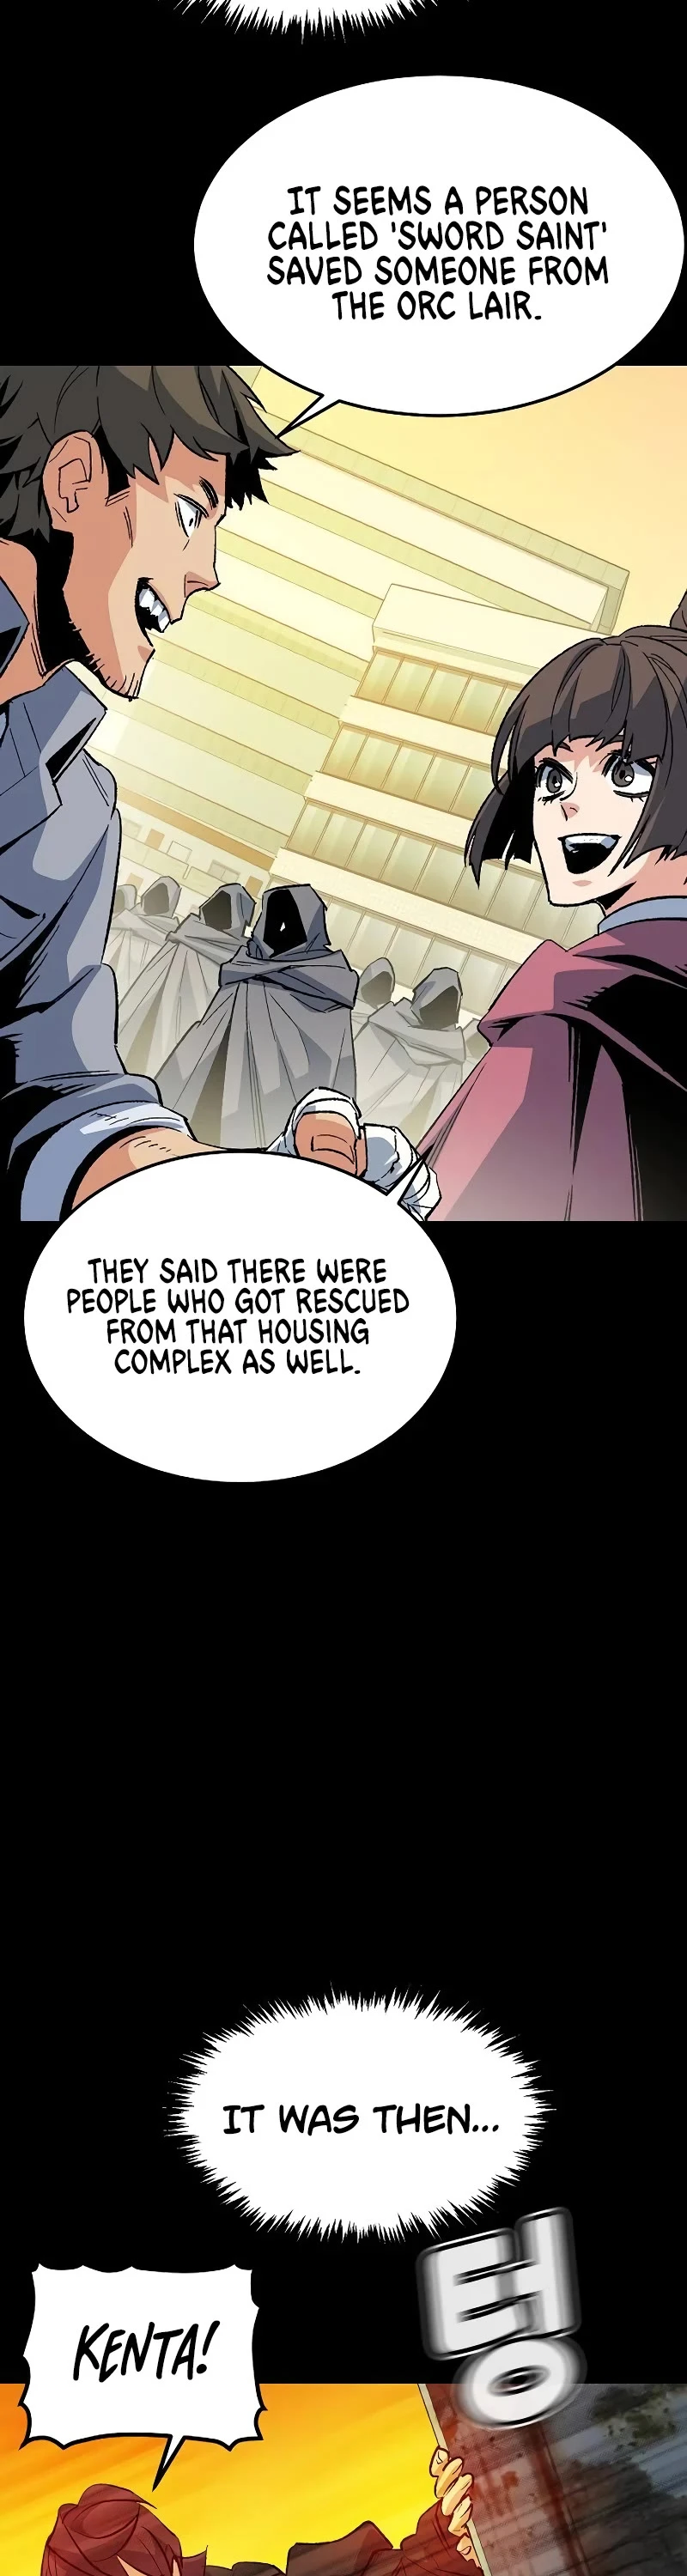 IT SEEMS A PERSON
CALLED 'SWORD SAINT'
SAVED SOMEONE FROM
THE ORC LAIR.
THEY SAID THERE WERE
PEOPLE WHO GOT RESCUED
FROM THAT HOUSING
COMPLEX AS WELL.
IT WAS THEN...
텅
KENTA!